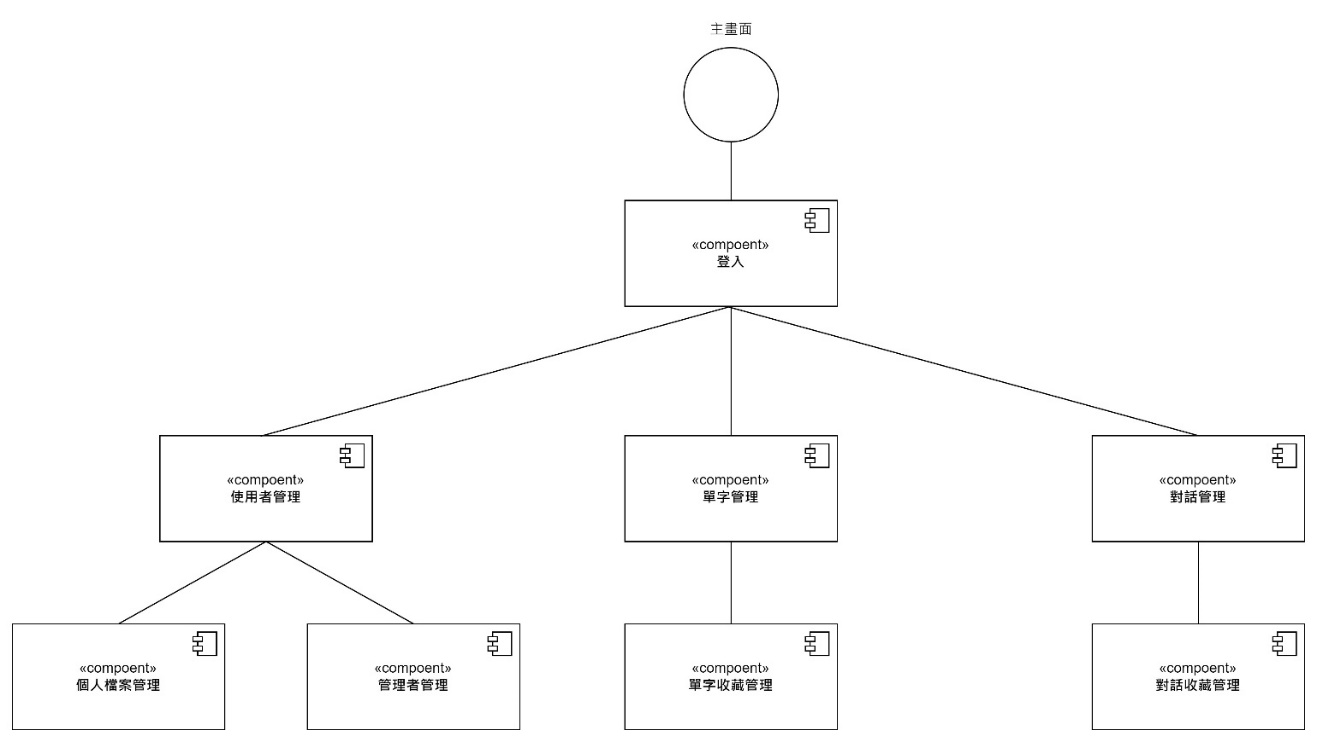 主畫面
«compoent»
登入
«compoent»
使用者管理
«compoent»
單字管理
«compoent»
對話管理
«compoent»
個人檔案管理
«compoent»
管理者管理
«compoent»
單字收藏管理
«compoent»
對話收藏管理